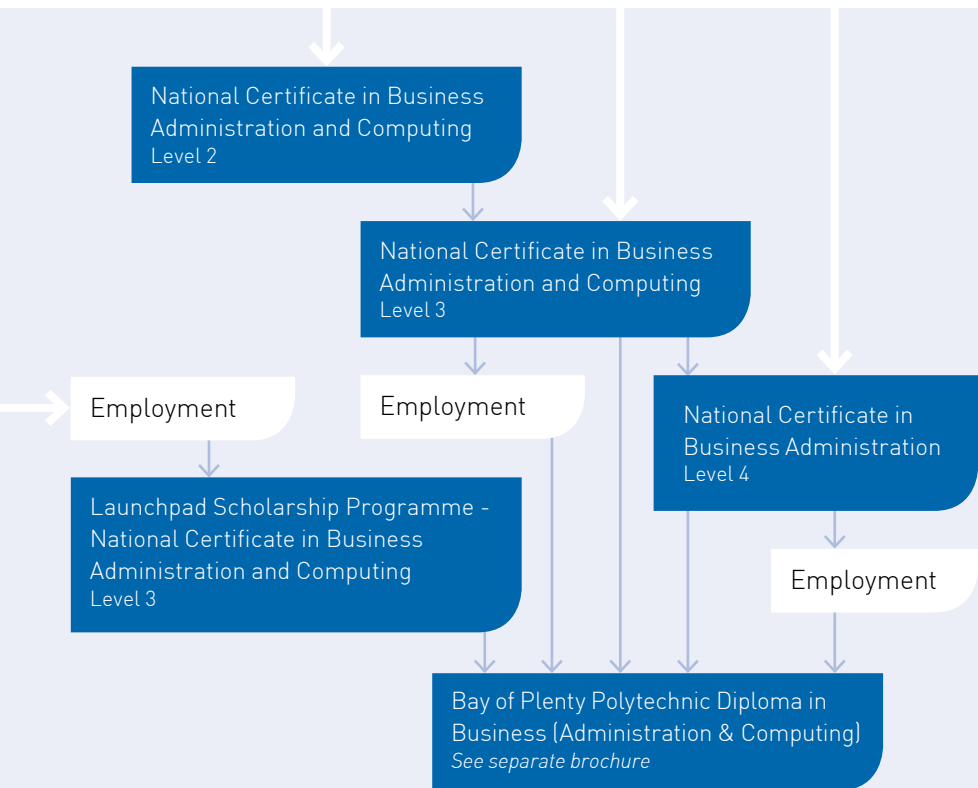 National Certificate in Business
Administration and Computing
Level 2
National Certificate in Business
Administration and Computing
Level 3
Employment
Employment
National Certificate in
Business Administration
Level 4
Launchpad Scholarship Programme -
National Certificate in Business
Administration and Computing
Level 3
Employment
Bay of Plenty Polytechnic Diploma in
Business (Administration & Computing)
See separate brochure